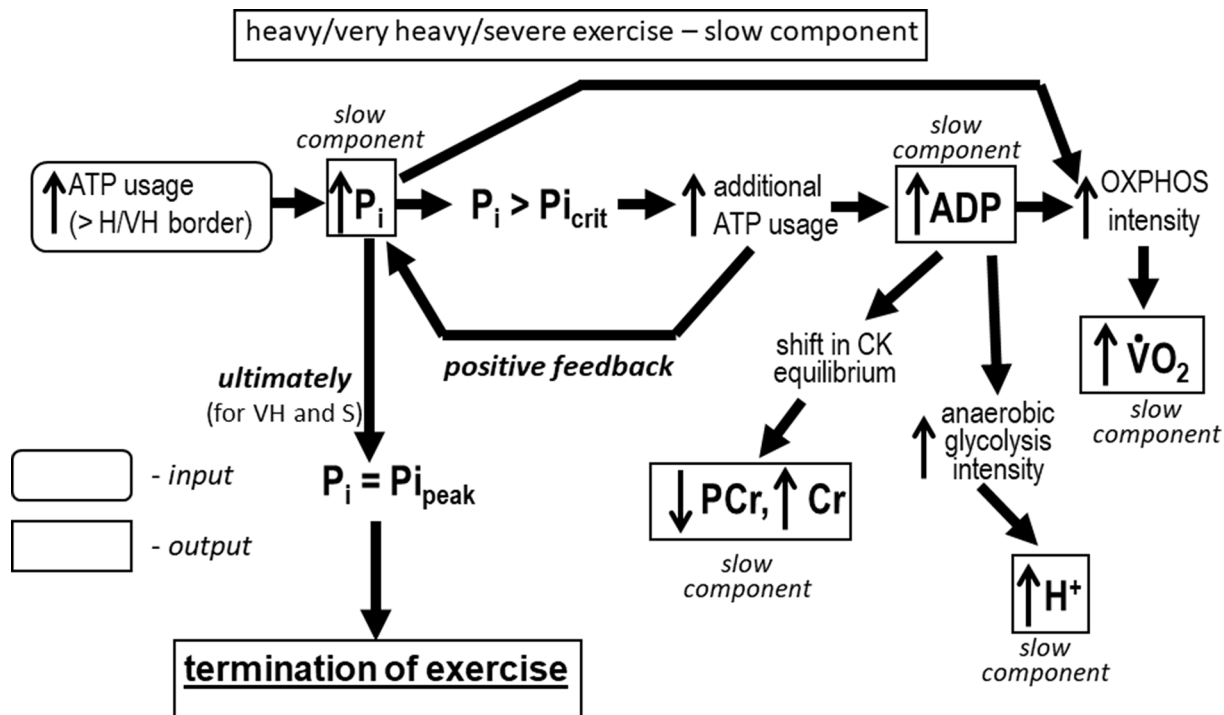 heavy/very heavy/severe exercise – slow component
slow
component
↑ ATP usage
(> H/VH border)
↑ Pᵢ
Pᵢ > Picrit
↑ additional
ATP usage
slow
component
↑ ADP
↑ OXPHOS
intensity
positive feedback
ultimately
(for VH and S)
shift in CK
equilibrium
↑ V̇O₂
slow
component
↑ anaerobic
glycolysis
intensity
- input
- output
Pᵢ = Pipeak
↓ PCr, ↑ Cr
slow
component
↑ H⁺
slow
component
termination of exercise